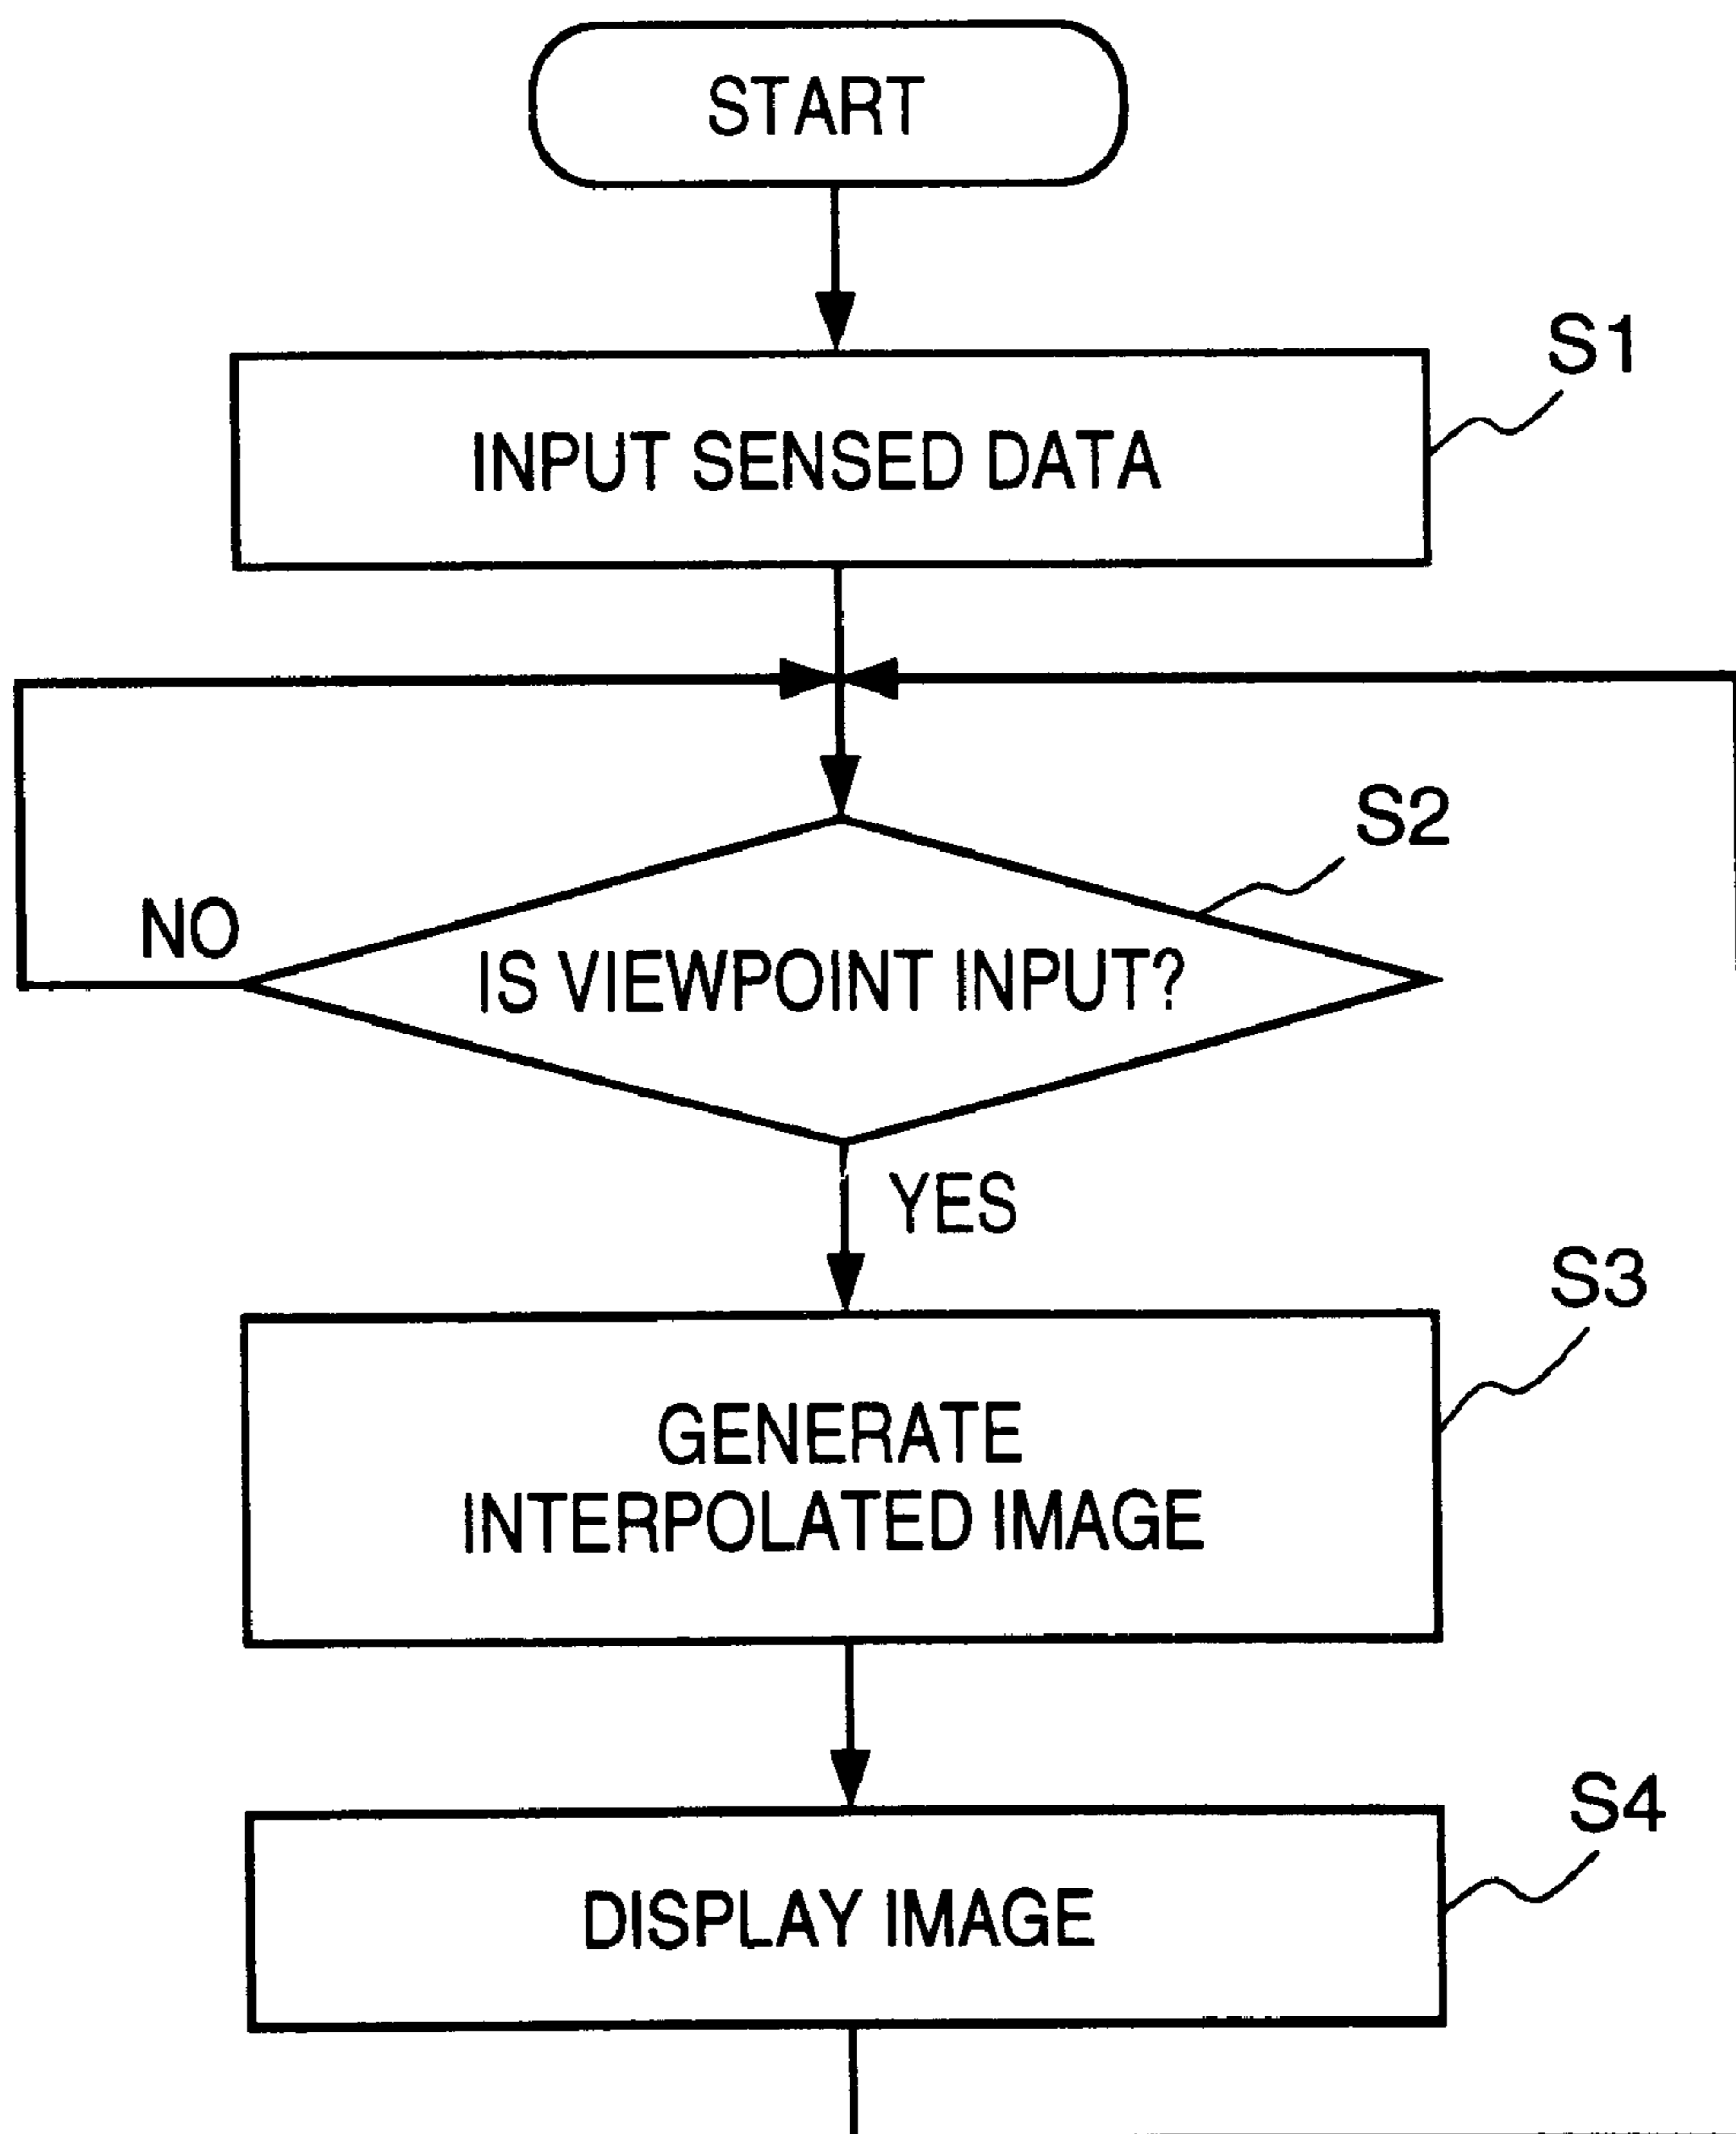 START
S1
INPUT SENSED DATA
S2
NO
IS VIEWPOINT INPUT?
YES
S3
GENERATE
INTERPOLATED IMAGE
S4
DISPLAY IMAGE